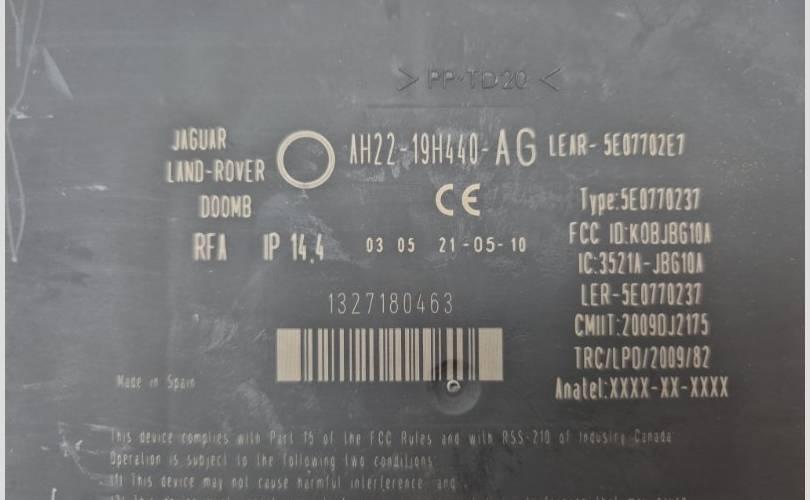 > PP-TD20 <
JAGUAR
LAND-ROVER
DOOMB
AH22-19H440-AG
LEAR- 5E07702E7
CE
RFA IP 14.4
03 05 21-05-10
Type:5E0770237
FCC ID:KOBJBG10A
IC:3521A-JBG10A
LER-5E0770237
CMIIT:2009DJ2175
TRC/LPD/2009/82
Anatel:XXXX-XX-XXXX
1327180463
Made in Spain
This device complies with Part 15 of the FCC Rules and with RSS-210 of Industry Canada
Operation is subject to the following two conditions
(1) This device may not cause harmful interference and